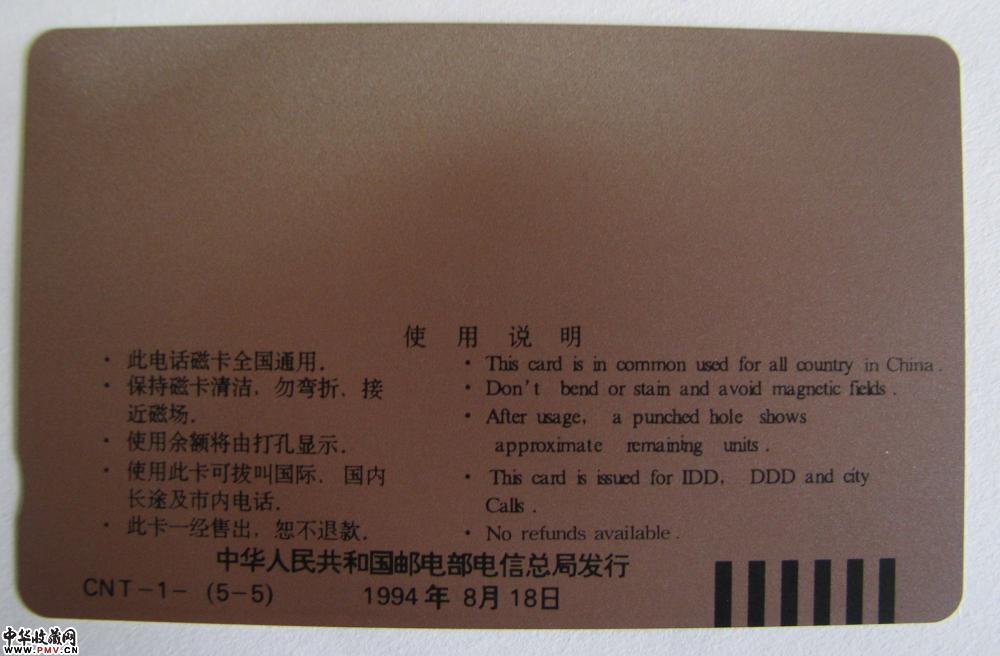 使 用 说 明
· 此电话磁卡全国通用.
· 保持磁卡清洁, 勿弯折, 接
近磁场.
· 使用余额将由打孔显示.
· 使用此卡可拔叫国际, 国内
长途及市内电话.
· 此卡一经售出, 恕不退款.
· This card is in common used for all country in China.
· Don't bend or stain and avoid magnetic fields.
· After usage, a punched hole shows
approximate remaining units.
· This card is issued for IDD, DDD and city
Calls.
· No refunds available.
中华人民共和国邮电部电信总局发行
CNT-1- (5-5)
1994年 8月 18日
中华收藏网
www.PMV.CN